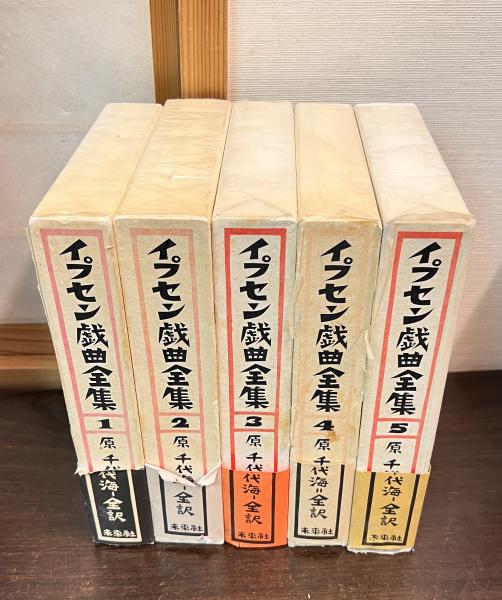 イプセン戯曲全集 1 原 千代海=全訳 未來社
イプセン戯曲全集 2 原 千代海=全訳 未來社
イプセン戯曲全集 3 原 千代海=全訳 未來社
イプセン戯曲全集 4 原 千代海=全訳 未來社
イプセン戯曲全集 5 原 千代海=全訳 未來社